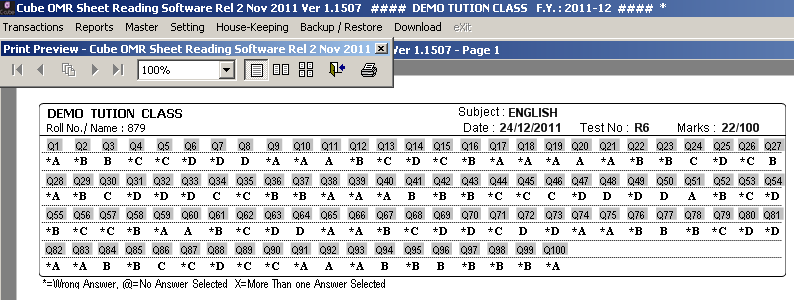 Cube OMR Sheet Reading Software Rel 2 Nov 2011 Ver 1.1507 #### DEMO TUTION CLASS F.Y. : 2011-12 #### *
Transactions Reports Master Setting House-Keeping Backup / Restore Download eXit
Print Preview - Cube OMR Sheet Reading Software Rel 2 Nov 2011 Ver 1.1507 - Page 1
100%
DEMO TUTION CLASS Subject : ENGLISH
Roll No./ Name : 879 Date : 24/12/2011 Test No : R6 Marks : 22/100
Q1 Q2 Q3 Q4 Q5 Q6 Q7 Q8 Q9 Q10 Q11 Q12 Q13 Q14 Q15 Q16 Q17 Q18 Q19 Q20 Q21 Q22 Q23 Q24 Q25 Q26 Q27
*A *B B *C *C *D *D D *A A *A *B *C *D *C *B *A *A *A A *A *B *B C *D *C B
Q28 Q29 Q30 Q31 Q32 Q33 Q34 Q35 Q36 Q37 Q38 Q39 Q40 Q41 Q42 Q43 Q44 Q45 Q46 Q47 Q48 Q49 Q50 Q51 Q52 Q53 Q54
*A *B C *D *D *D C *C *B *B *A *A *A *B *C *C *C *C *C *D D *D D *A *B *C *D
Q55 Q56 Q57 Q58 Q59 Q60 Q61 Q62 Q63 Q64 Q65 Q66 Q67 Q68 Q69 Q70 Q71 Q72 Q73 Q74 Q75 Q76 Q77 Q78 Q79 Q80 Q81
*B *C *C *B *A A *B *C *D D *A *A *B *C *D *D *C D *D *A *A *B B *B *C *D *D
Q82 Q83 Q84 Q85 Q86 Q87 Q88 Q89 Q90 Q91 Q92 Q93 Q94 Q95 Q96 Q97 Q98 Q99 Q100
*A *A B *B *C *D *C *C *A *A *A A B B *B *B *B *B *A
*=Wrong Answer, @=No Answer Selected X=More Than one Answer Selected